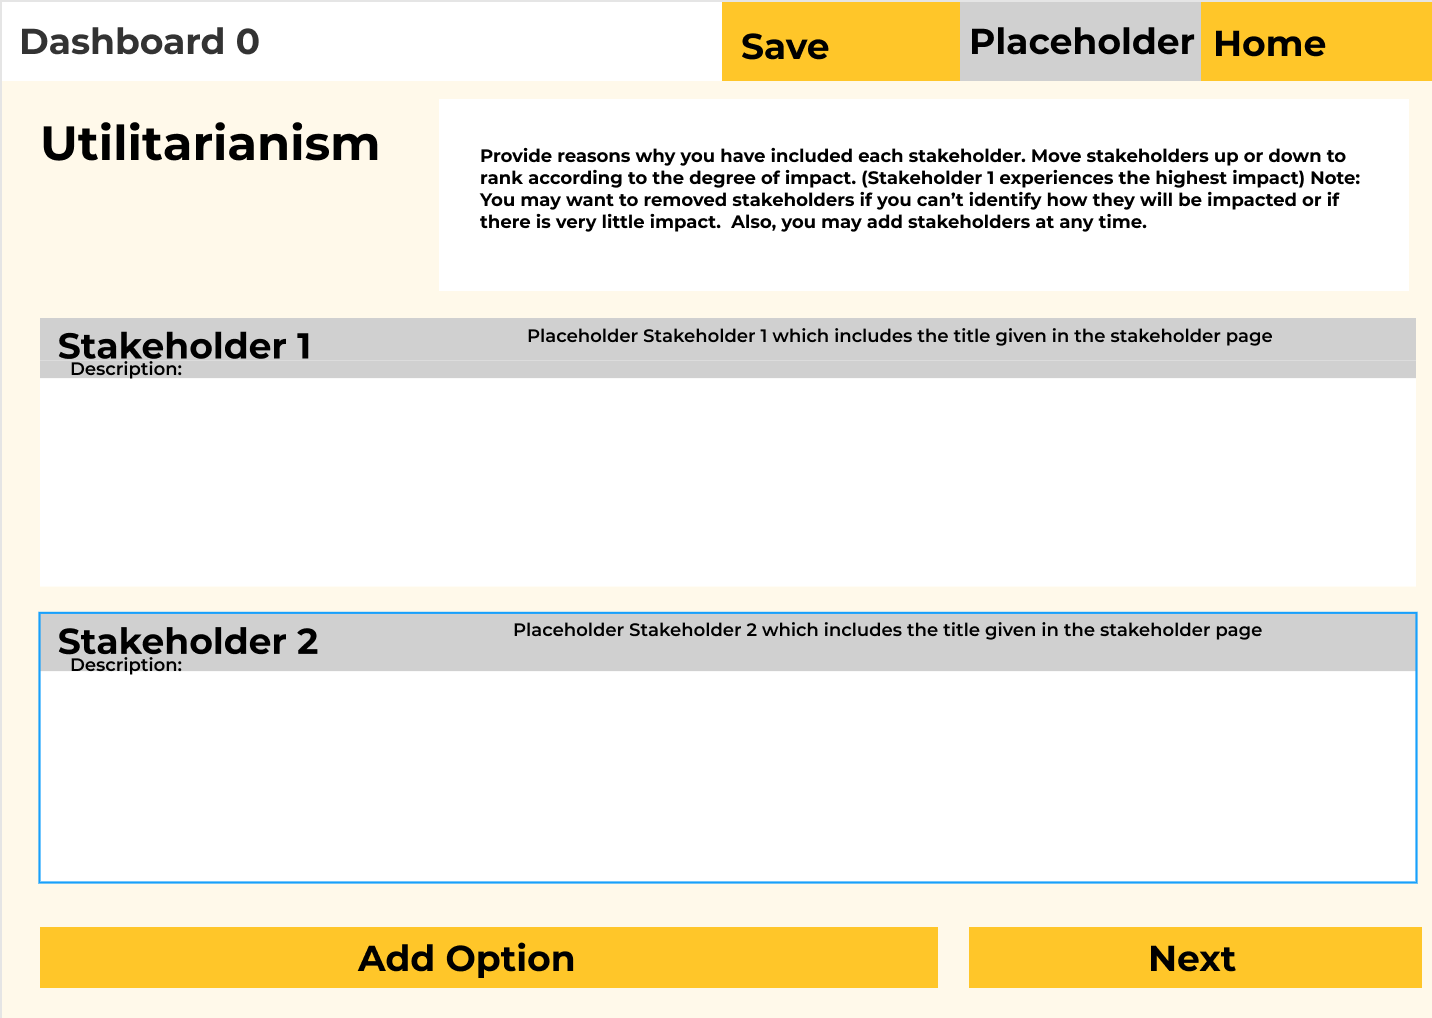 Dashboard 0
Save
Placeholder
Home
Utilitarianism
Provide reasons why you have included each stakeholder. Move stakeholders up or down to
rank according to the degree of impact. (Stakeholder 1 experiences the highest impact) Note:
You may want to removed stakeholders if you can’t identify how they will be impacted or if
there is very little impact.  Also, you may add stakeholders at any time.
Stakeholder 1
Placeholder Stakeholder 1 which includes the title given in the stakeholder page
Description:
Stakeholder 2
Placeholder Stakeholder 2 which includes the title given in the stakeholder page
Description:
Add Option
Next